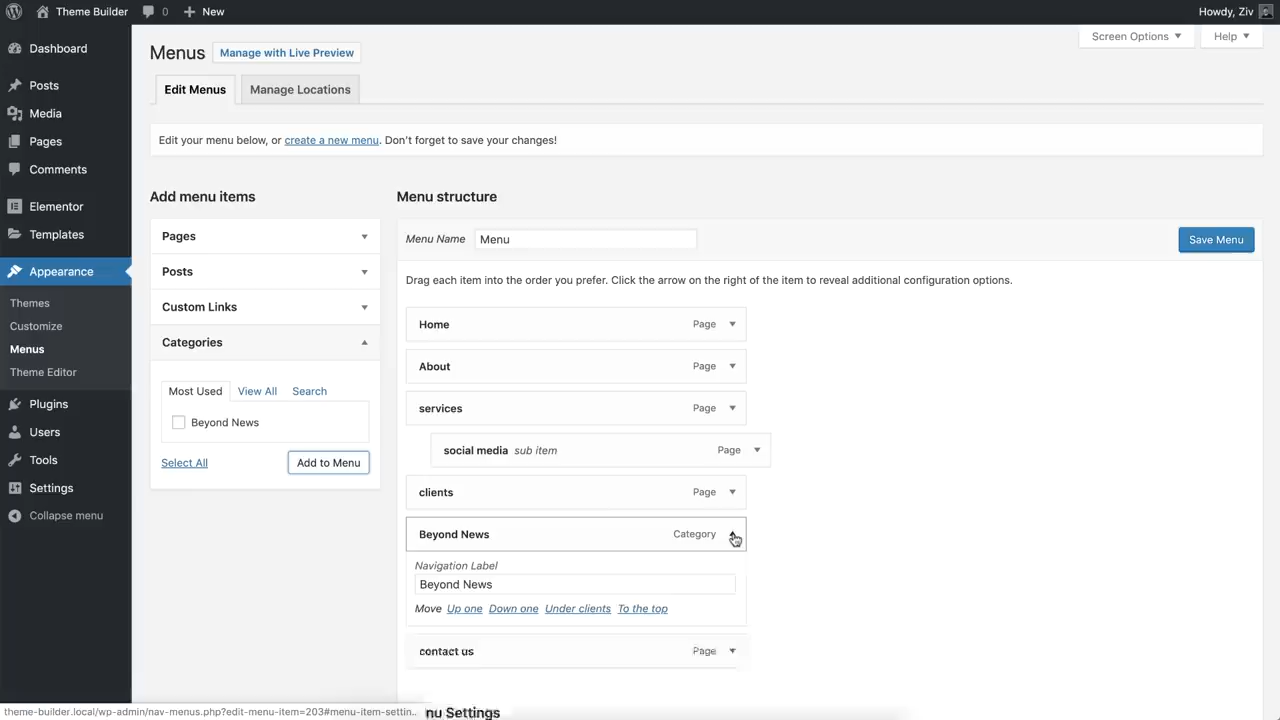 Theme Builder 0 New Howdy, Ziv
Screen Options Help
Menus Manage with Live Preview
Edit Menus Manage Locations
Edit your menu below, or create a new menu. Don't forget to save your changes!
Dashboard
Posts
Media
Pages
Comments
Elementor
Templates
Appearance
Themes
Customize
Menus
Theme Editor
Plugins
Users
Tools
Settings
Collapse menu
Add menu items
Pages
Posts
Custom Links
Categories
Most Used View All Search
Beyond News
Select All Add to Menu
Menu structure
Menu Name Menu Save Menu
Drag each item into the order you prefer. Click the arrow on the right of the item to reveal additional configuration options.
Home Page
About Page
services Page
social media sub item Page
clients Page
Beyond News Category
Navigation Label
Beyond News
Move Up one Down one Under clients To the top
contact us Page
nu Settings
theme-builder.local/wp-admin/nav-menus.php?edit-menu-item=203#menu-item-settin...